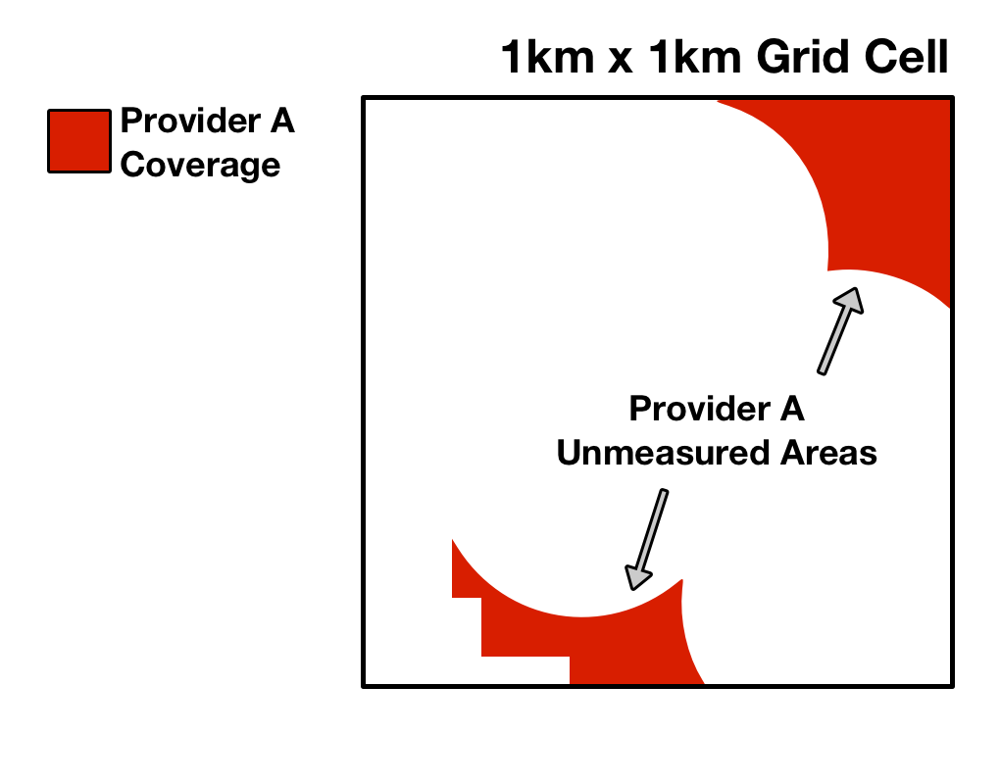 1km x 1km Grid Cell
Provider A
Coverage
Provider A
Unmeasured Areas